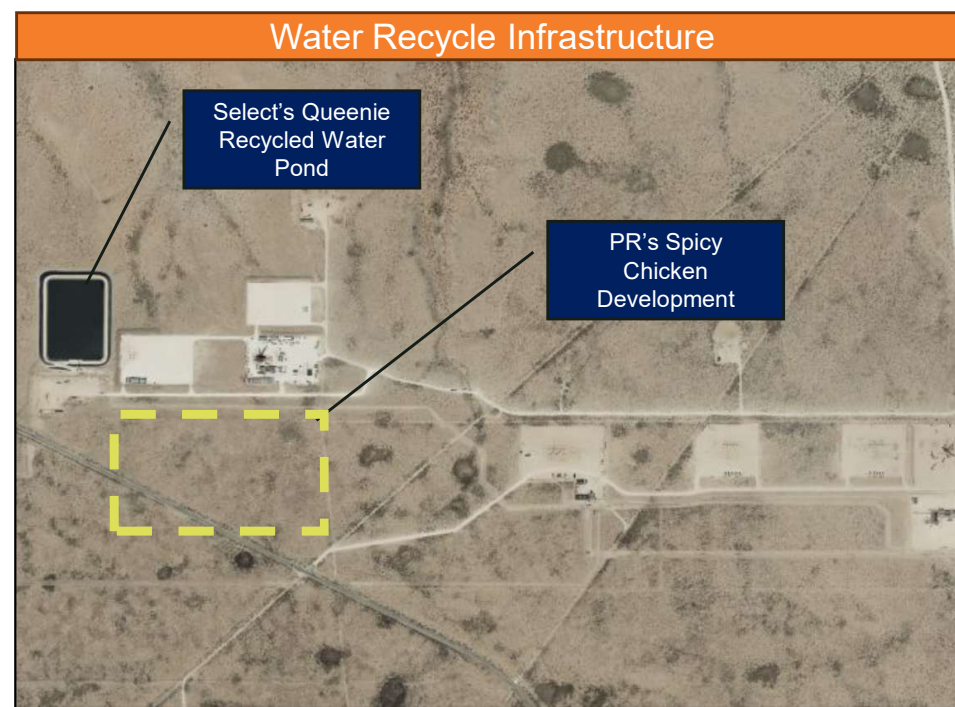 Water Recycle Infrastructure
Select's Queenie
Recycled Water
Pond
PR's Spicy
Chicken
Development